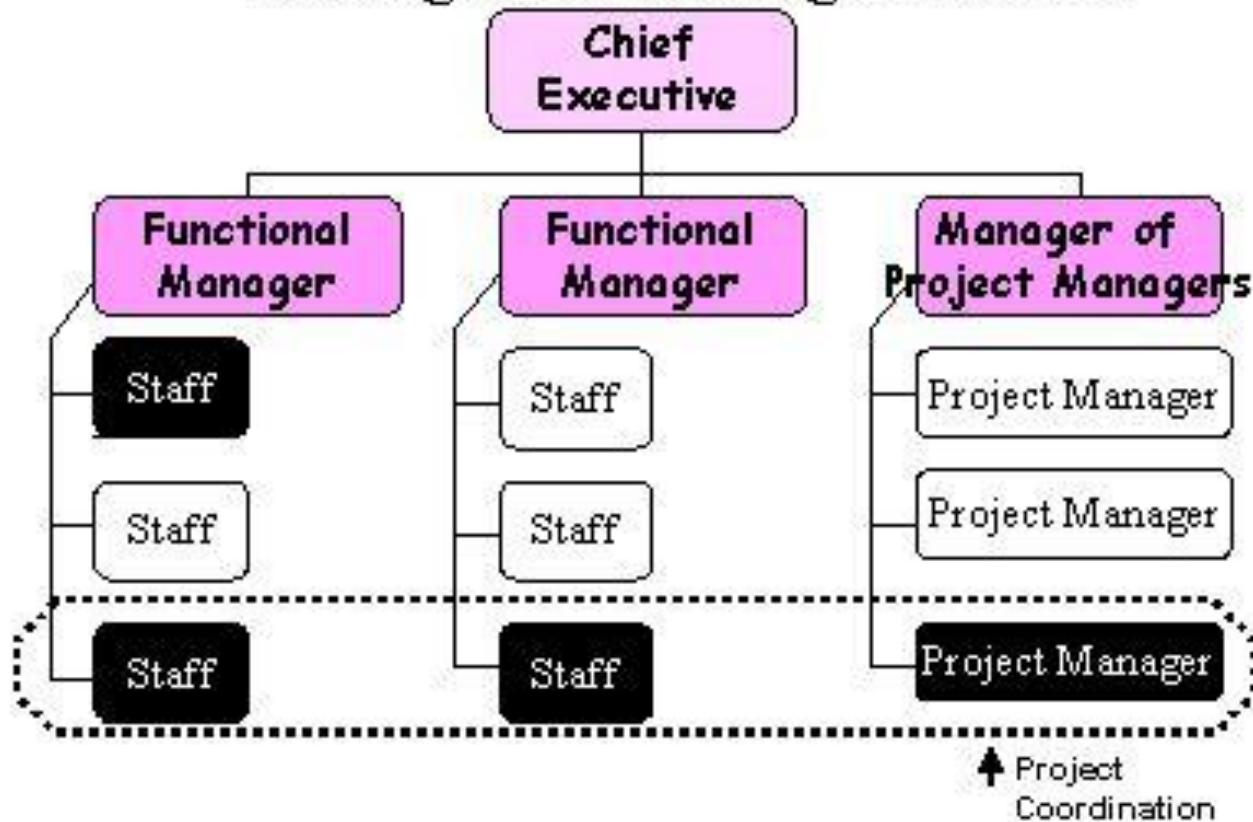 Chief
Executive
Functional
Manager
Functional
Manager
Manager of
Project Managers
Staff
Staff
Project Manager
Staff
Staff
Project Manager
Staff
Staff
Project Manager
Project
Coordination